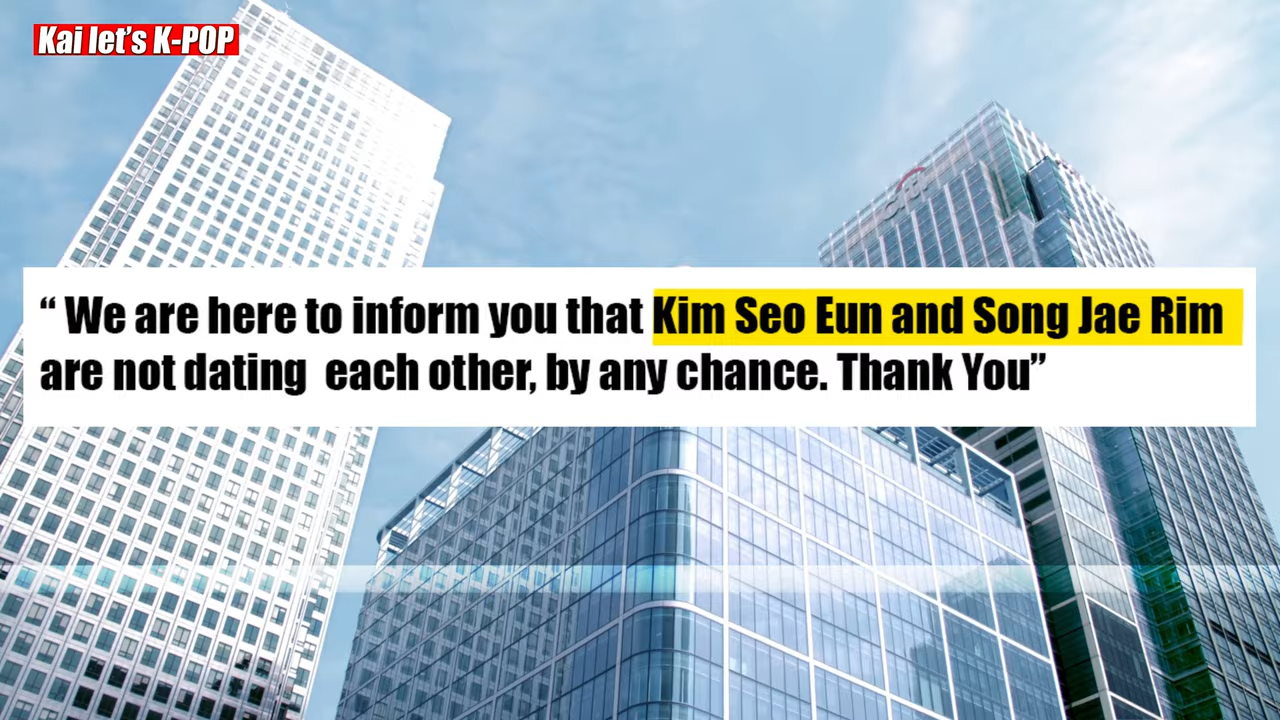 Kai let's K-POP
citi
“ We are here to inform you that Kim Seo Eun and Song Jae Rim
are not dating  each other, by any chance. Thank You”